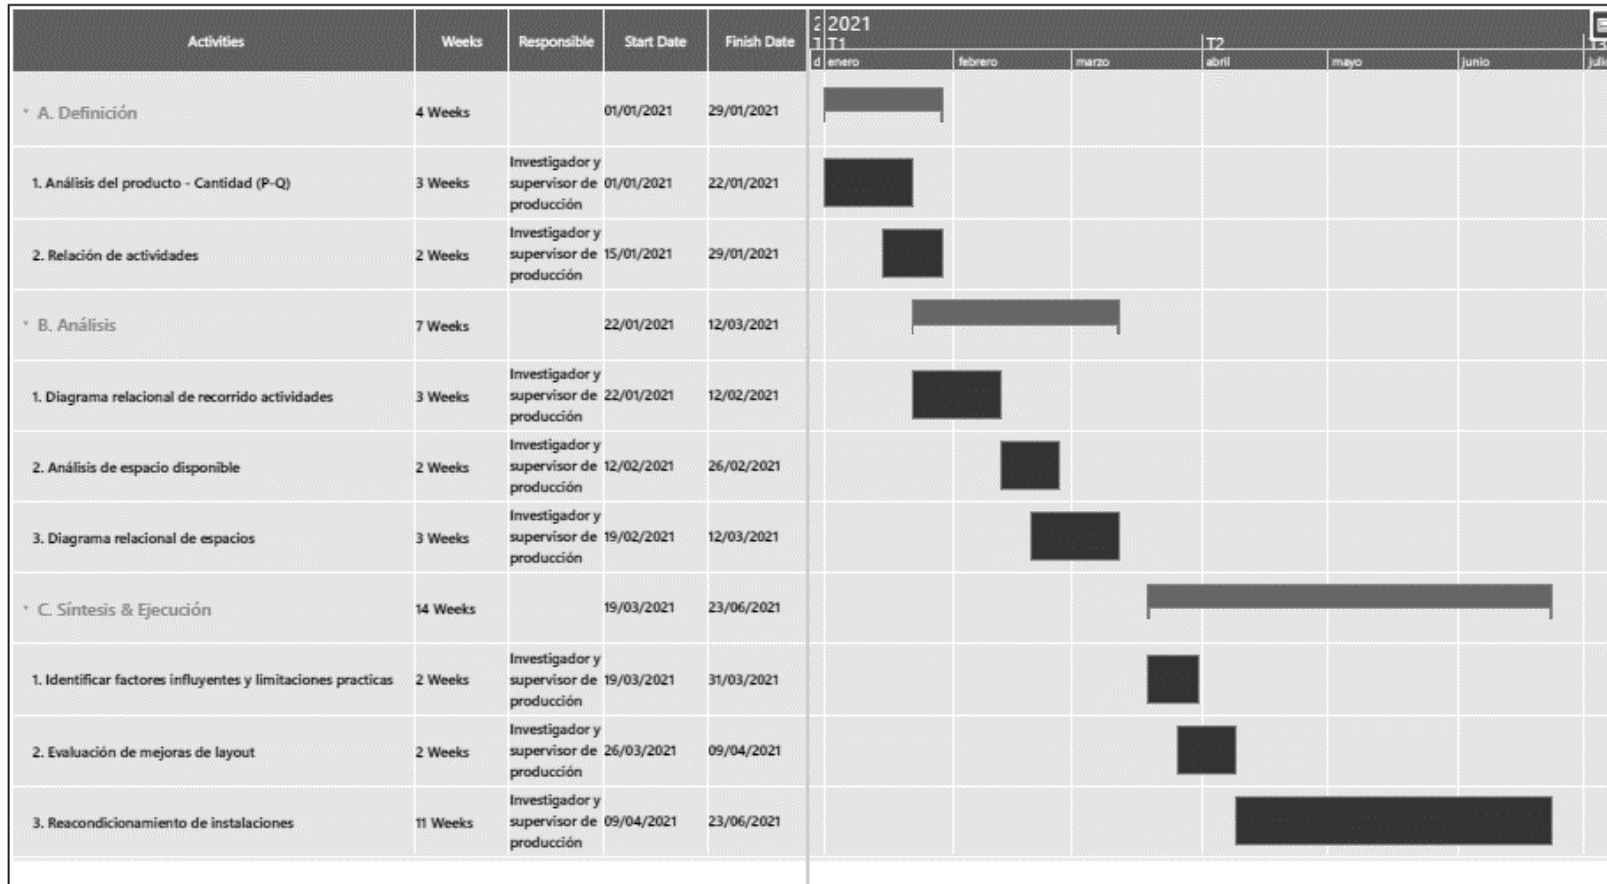 Activities Weeks Responsible Start Date Finish Date
2021
T1 T2 T3
d enero febrero marzo abril mayo junio
A. Definición 4 Weeks 01/01/2021 29/01/2021
Investigador y
1. Análisis del producto - Cantidad (P-Q) 3 Weeks supervisor de 01/01/2021 22/01/2021
producción
Investigador y
2. Relación de actividades 2 Weeks supervisor de 15/01/2021 29/01/2021
producción
B. Análisis 7 Weeks 22/01/2021 12/03/2021
Investigador y
1. Diagrama relacional de recorrido actividades 3 Weeks supervisor de 22/01/2021 12/02/2021
producción
Investigador y
2. Análisis de espacio disponible 2 Weeks supervisor de 12/02/2021 26/02/2021
producción
Investigador y
3. Diagrama relacional de espacios 3 Weeks supervisor de 19/02/2021 12/03/2021
producción
C. Síntesis & Ejecución 14 Weeks 19/03/2021 23/06/2021
Investigador y
1. Identificar factores influyentes y limitaciones practicas 2 Weeks supervisor de 19/03/2021 31/03/2021
producción
Investigador y
2. Evaluación de mejoras de layout 2 Weeks supervisor de 26/03/2021 09/04/2021
producción
Investigador y
3. Reacondicionamiento de instalaciones 11 Weeks supervisor de 09/04/2021 23/06/2021
producción